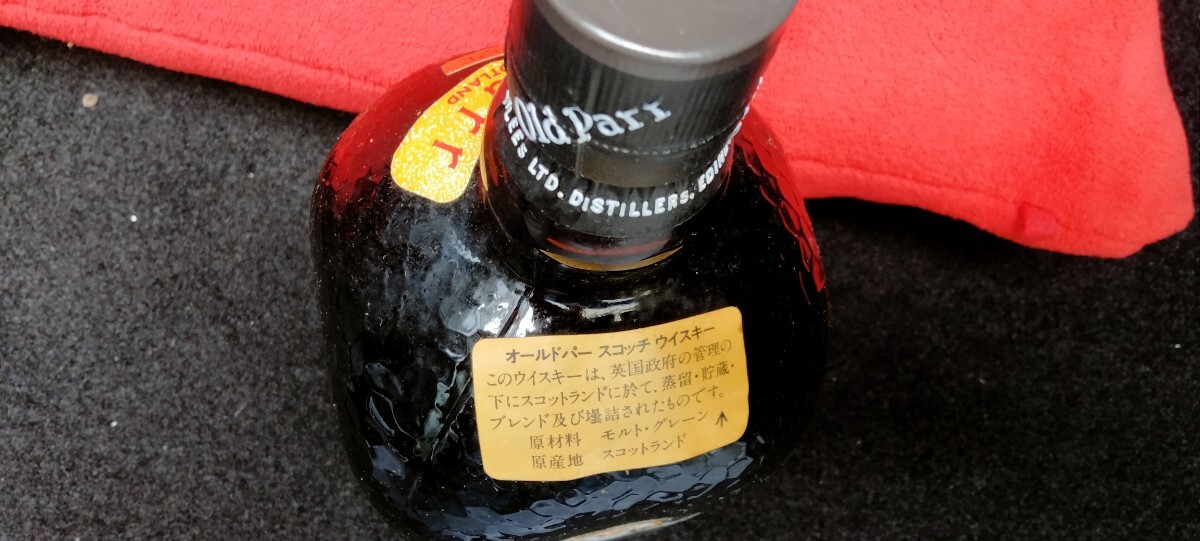 Old Parr
LEES LTD. DISTILLERS.
arr
オールドパー スコッチ ウイスキー
このウイスキーは、英国政府の管理の
下にスコットランドに於て、蒸留・貯蔵・
ブレンド及び壜詰されたものです。
原材料 モルト・グレーン
原産地 スコットランド